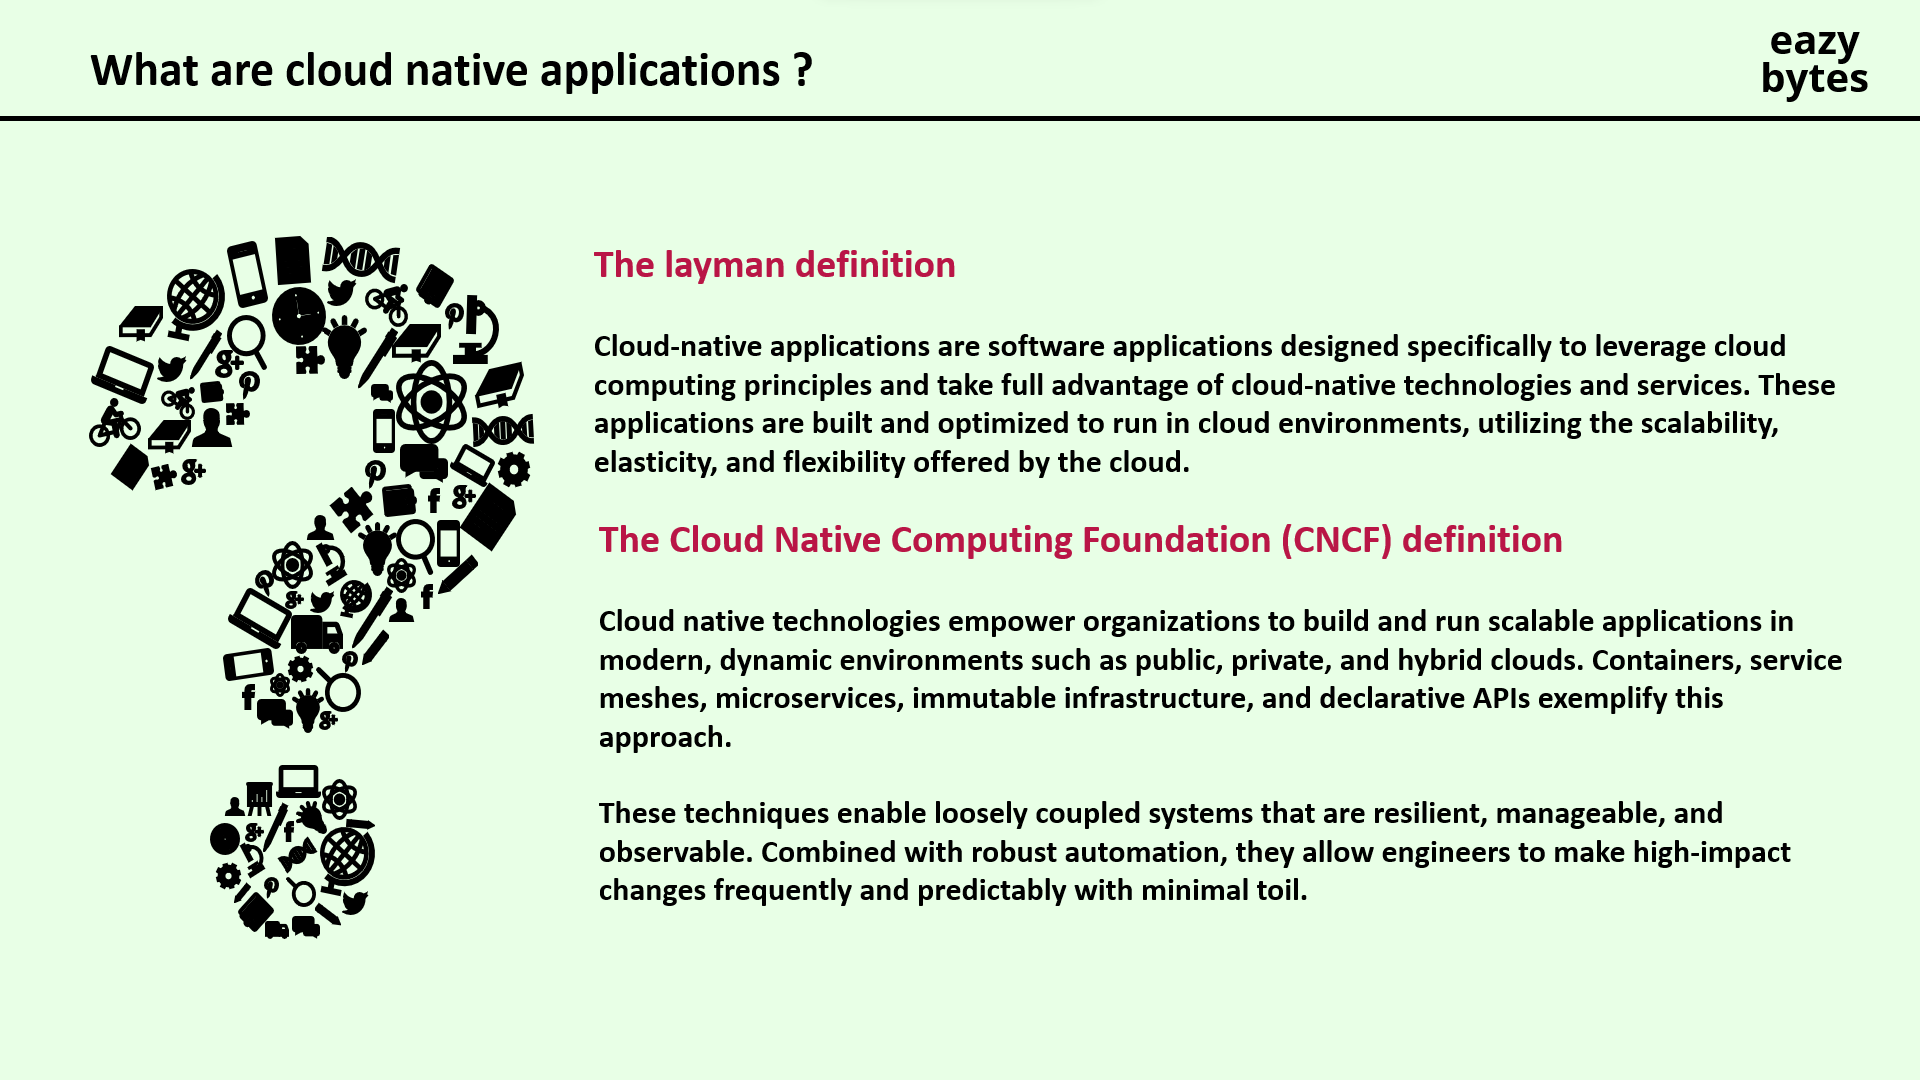 What are cloud native applications ?
eazy
bytes
The layman definition
Cloud-native applications are software applications designed specifically to leverage cloud
computing principles and take full advantage of cloud-native technologies and services. These
applications are built and optimized to run in cloud environments, utilizing the scalability,
elasticity, and flexibility offered by the cloud.
The Cloud Native Computing Foundation (CNCF) definition
Cloud native technologies empower organizations to build and run scalable applications in
modern, dynamic environments such as public, private, and hybrid clouds. Containers, service
meshes, microservices, immutable infrastructure, and declarative APIs exemplify this
approach.
These techniques enable loosely coupled systems that are resilient, manageable, and
observable. Combined with robust automation, they allow engineers to make high-impact
changes frequently and predictably with minimal toil.